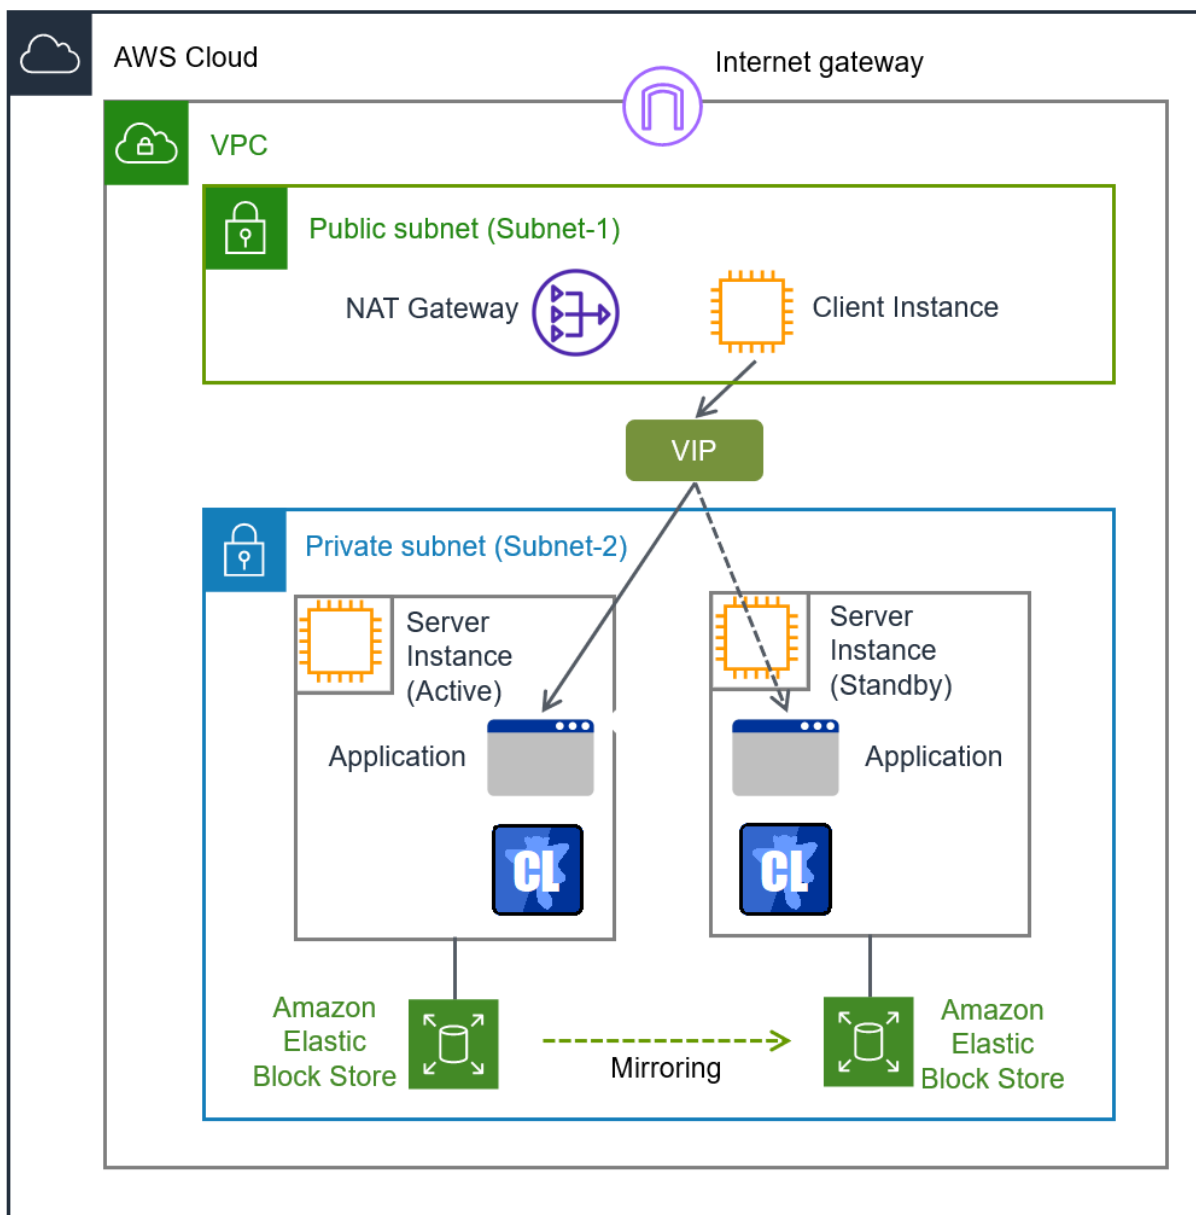 AWS Cloud
Internet gateway
VPC
Public subnet (Subnet-1)
NAT Gateway
Client Instance
VIP
Private subnet (Subnet-2)
Server
Instance
(Active)
Server
Instance
(Standby)
Application
Application
CL
CL
Amazon
Elastic
Block Store
Mirroring
Amazon
Elastic
Block Store